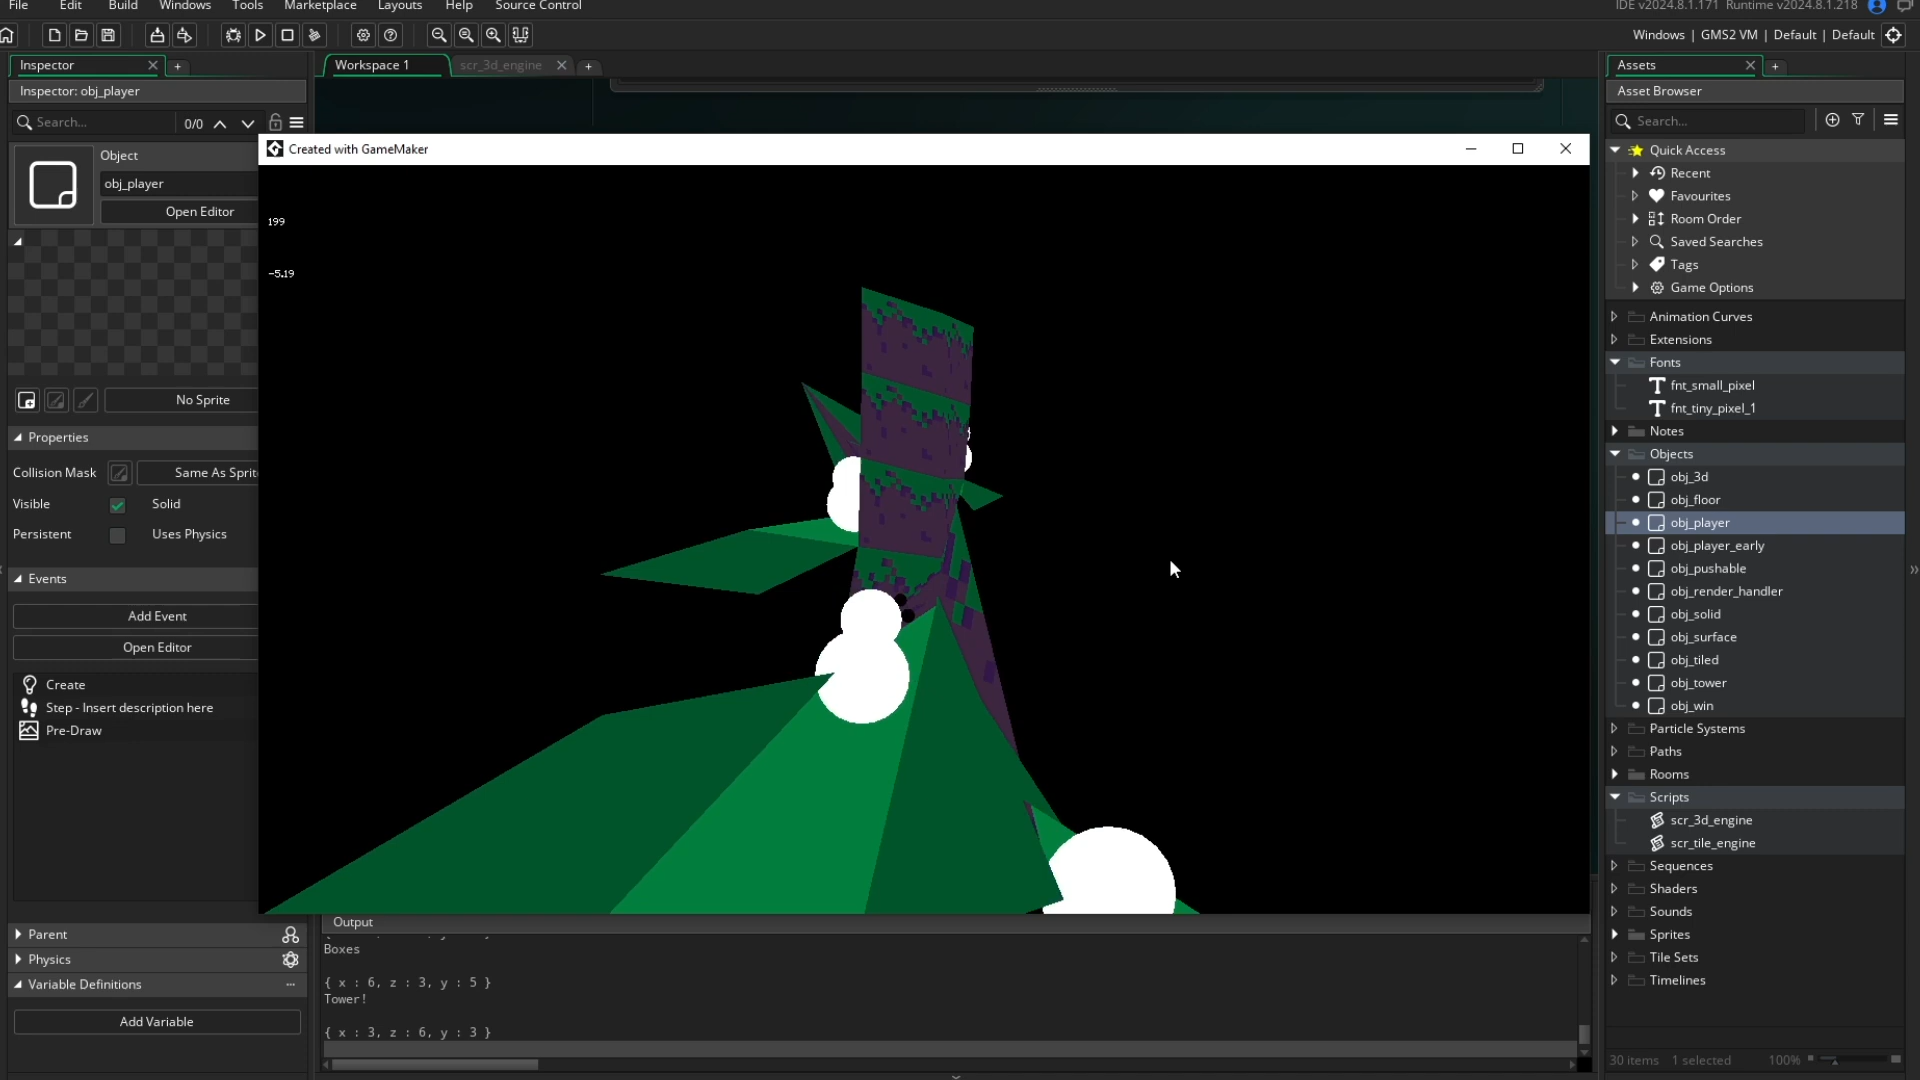 File Edit Build Windows Tools Marketplace Layouts Help Source Control
IDE v2024.8.1.171 Runtime v2024.8.1.218
Windows | GMS2 VM | Default | Default
Inspector
Workspace 1
scr_3d_engine
Assets
Inspector: obj_player
Asset Browser
Search...
0/0
Search...
Object
obj_player
Open Editor
No Sprite
Properties
Collision Mask
Same As Sprit
Visible
Solid
Persistent
Uses Physics
Events
Add Event
Open Editor
Create
Step - Insert description here
Pre-Draw
Parent
Physics
Variable Definitions
Add Variable
Created with GameMaker
199
-5.19
Output
Boxes
{ x : 6, z : 3, y : 5 }
Tower!
{ x : 3, z : 6, y : 3 }
Quick Access
Recent
Favourites
Room Order
Saved Searches
Tags
Game Options
Animation Curves
Extensions
Fonts
fnt_small_pixel
fnt_tiny_pixel_1
Notes
Objects
obj_3d
obj_floor
obj_player
obj_player_early
obj_pushable
obj_render_handler
obj_solid
obj_surface
obj_tiled
obj_tower
obj_win
Particle Systems
Paths
Rooms
Scripts
scr_3d_engine
scr_tile_engine
Sequences
Shaders
Sounds
Sprites
Tile Sets
Timelines
30 items 1 selected 100%